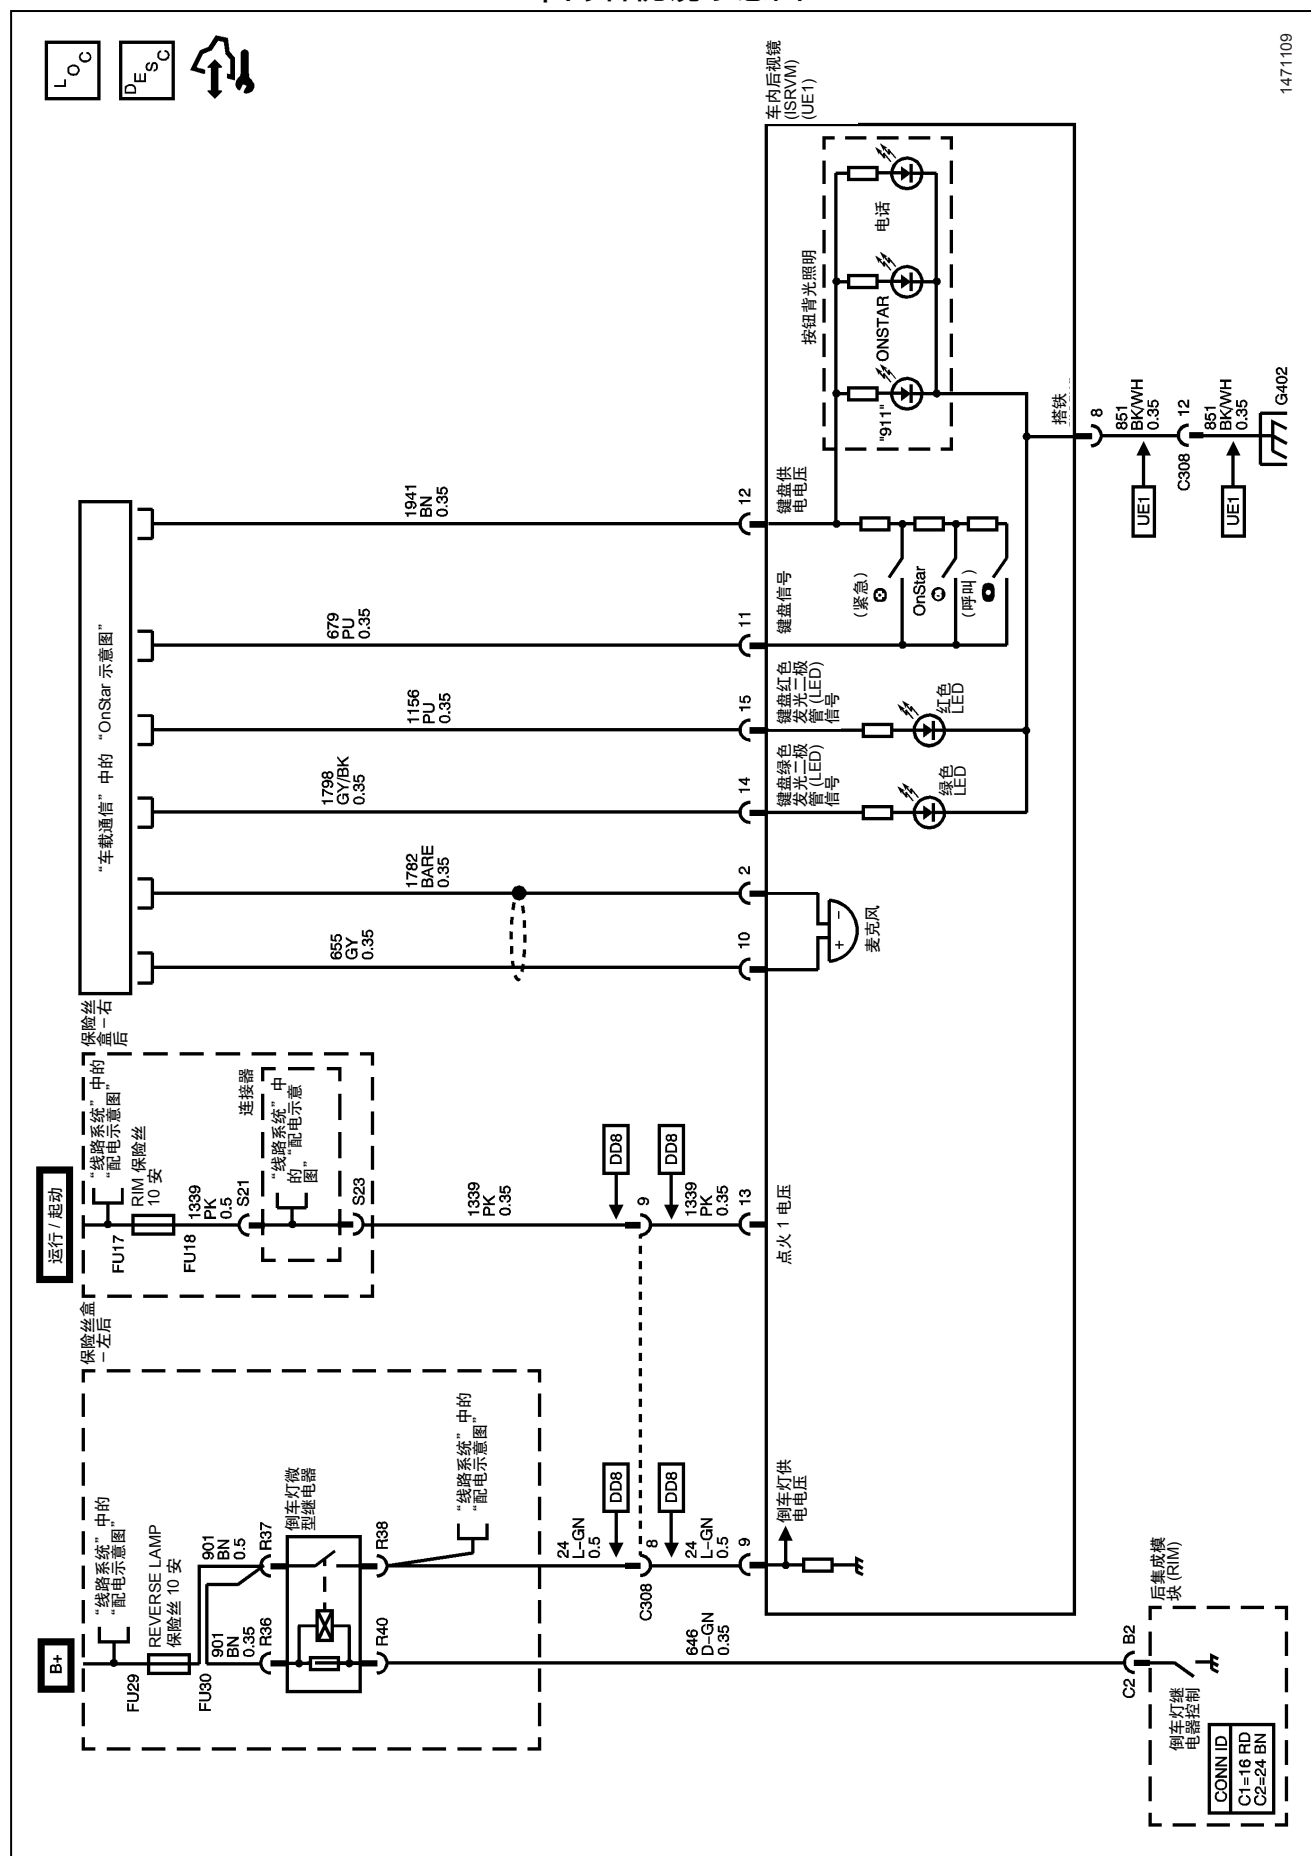 LOC
DESC
B+
运行 / 起动
保险丝盒
– 左后
“线路系统” 中的
“配电示意图”
FU29
REVERSE LAMP
保险丝 10 安
FU30
901
BN
0.5
R37
901
BN
0.35
R36
倒车灯微
型继电器
R38
R40
“线路系统” 中的
“配电示意图”
24
L-GN
0.5
DD8
8
C308
DD8
24
L-GN
0.5
9
倒车灯供
电电压
646
D-GN
0.35
C2
B2
后集成模
块 (RIM)
倒车灯继
电器控制
CONN ID
C1=16 RD
C2=24 BN
保险丝
盒 – 右
后
“线路系统” 中的
“配电示意图”
FU17
RIM 保险丝
10 安
FU18
1339
PK
0.5
S21
连接器
“线路系统” 中
的 “配电示意
图”
S23
1339
PK
0.35
DD8
9
DD8
1339
PK
0.35
13
点火 1 电压
“车载通信” 中的 “OnStar 示意图”
655
GY
0.35
10
1782
BARE
0.35
2
+
–
麦克风
1798
GY/BK
0.35
14
键盘绿色
发光二极
管 (LED)
信号
绿色
LED
1156
PU
0.35
15
键盘红色
发光二极
管 (LED)
信号
红色
LED
679
PU
0.35
11
键盘信号
(紧急)
OnStar
(呼叫)
1941
BN
0.35
12
键盘供
电电压
按钮背光照明
"911"
ONSTAR
电话
车内后视镜
(ISRVM)
(UE1)
搭铁
8
851
BK/WH
0.35
UE1
12
C308
851
BK/WH
0.35
UE1
G402
1471109